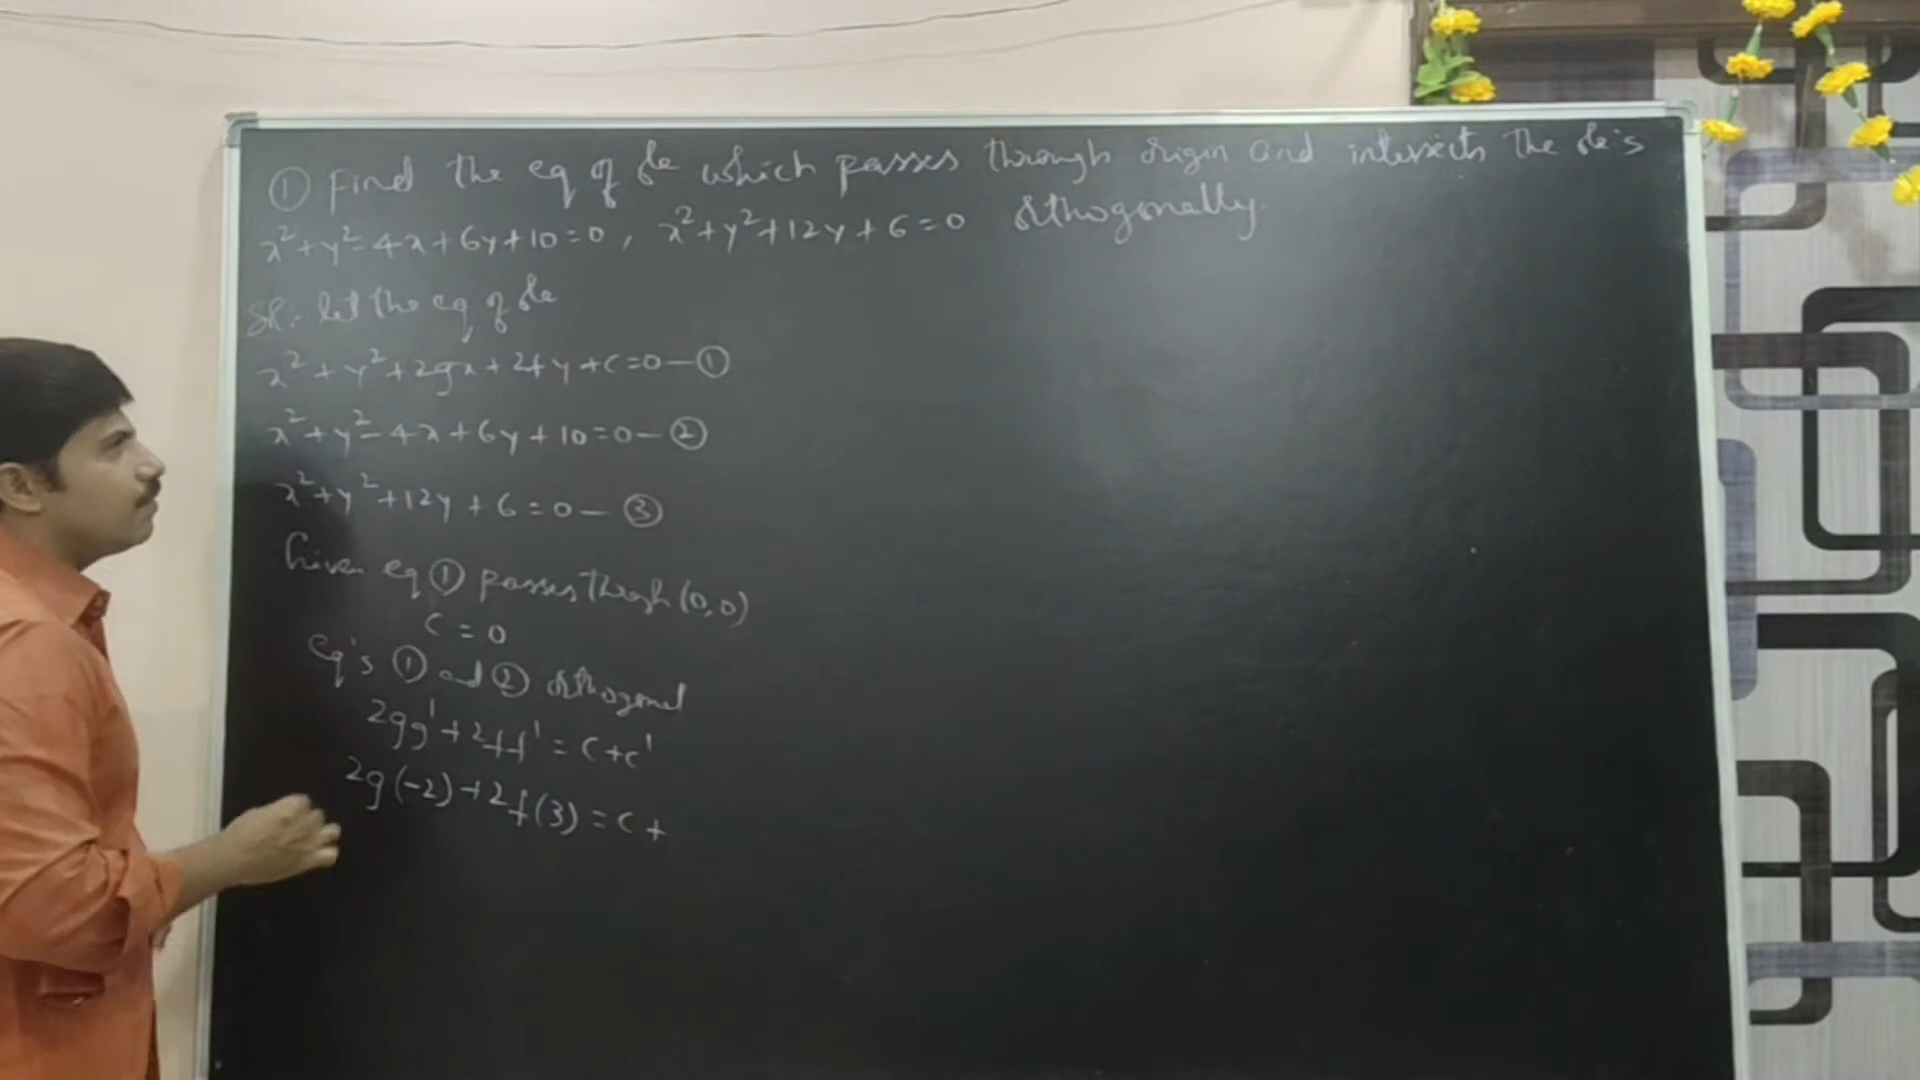 ① Find the eq of ⊙le which passes through origin and intersects the ⊙le's
x²+y²-4x+6y+10=0, x²+y²+12y+6=0 orthogonally.
Sol:- let the eq of ⊙le
x²+y²+2gx+2fy+c=0-①
x²+y²-4x+6y+10=0-②
x²+y²+12y+6=0-③
Given eq ① passes throgh (0,0)
c=0
eq's ① and ② orthogonal
2gg'+2ff'=c+c'
2g(-2)+2f(3)=c+